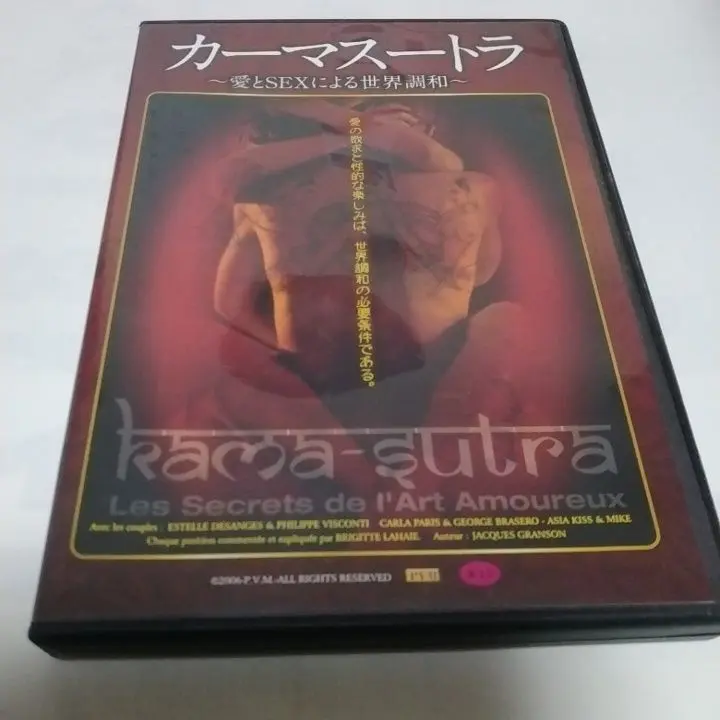 カーマスートラ
～愛とSEXによる世界調和～
愛の欲求と性的な楽しみは、世界調和の必要条件である。
kama-sutra
Les Secrets de l'Art Amoureux
Avec les couples : ESTELLE DESANGES & PHILIPPE VISCONTI CARLA PARIS & GEORGE BRASERO - ASIA KISS & MIKE
Chaque position commentée et expliquée par BRIGITTE LAHAIE. Auteur : JACQUES GRANSON
©2006-P.V.M.-ALL RIGHTS RESERVED